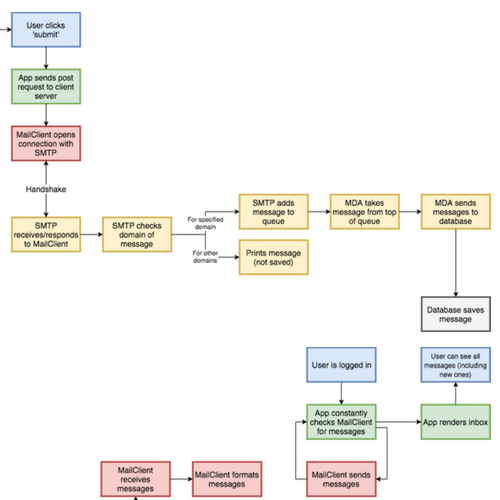 User clicks
'submit'
App sends post
request to client
server
MailClient opens
connection with
SMTP
Handshake
SMTP
receives/responds
to MailClient
SMTP checks
domain of
message
For specified
domain
For other
domains
SMTP adds
message to
queue
Prints message
(not saved)
MDA takes
message from top
of queue
MDA sends
messages to
database
Database saves
message
User is logged in
User can see all
messages (including
new ones)
App constantly
checks MailClient
for messages
App renders inbox
MailClient
receives
messages
MailClient formats
messages
MailClient sends
messages